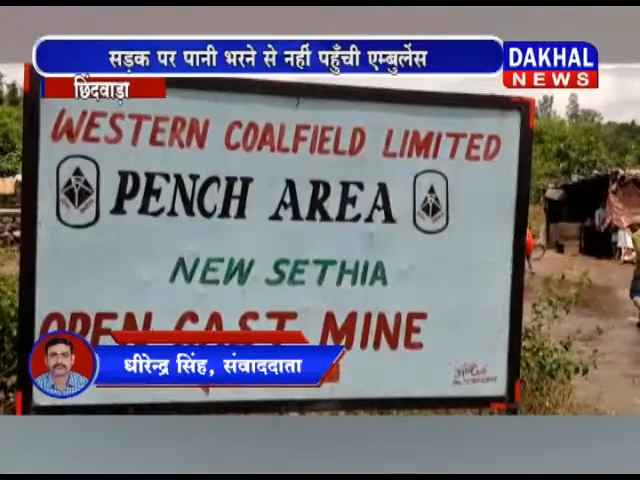 सड़क पर पानी भरने से नहीं पहुँची एम्बुलेंस
DAKHAL
NEWS
छिंदवाड़ा
WESTERN COALFIELD LIMITED
PENCH AREA
NEW SETHIA
OPEN CAST MINE
धीरेन्द्र सिंह, संवाददाता